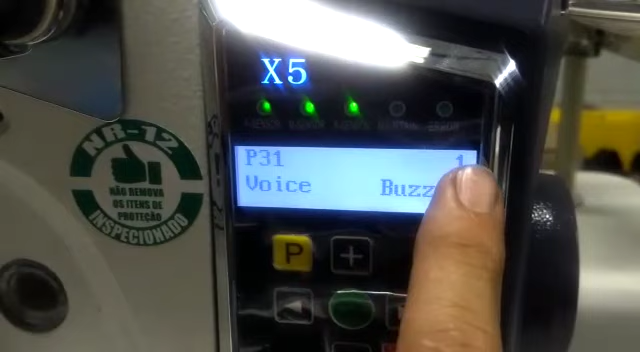 X5
P31 1
Voice Buzz
P
+
NR-12
NÃO REMOVA
OS ITENS DE
PROTEÇÃO
INSPECIONADO